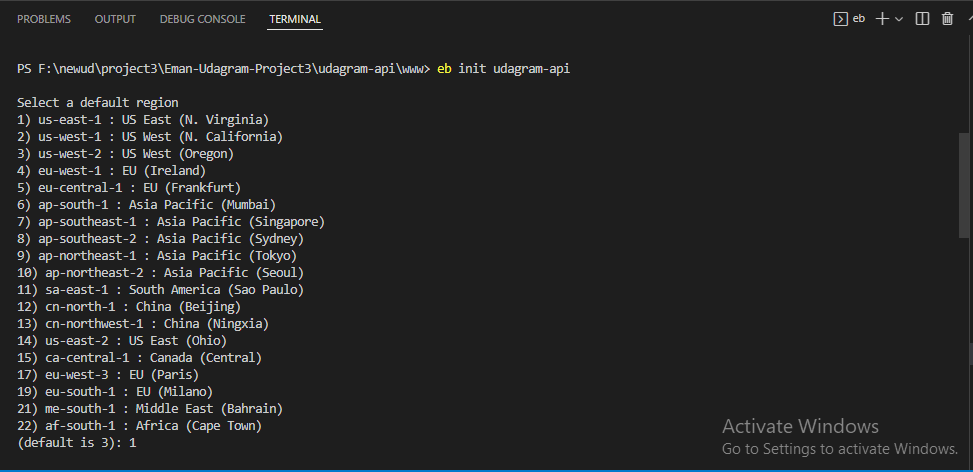 PROBLEMS OUTPUT DEBUG CONSOLE TERMINAL eb
PS F:\newud\project3\Eman-Udagram-Project3\udagram-api\www> eb init udagram-api
Select a default region
1) us-east-1 : US East (N. Virginia)
2) us-west-1 : US West (N. California)
3) us-west-2 : US West (Oregon)
4) eu-west-1 : EU (Ireland)
5) eu-central-1 : EU (Frankfurt)
6) ap-south-1 : Asia Pacific (Mumbai)
7) ap-southeast-1 : Asia Pacific (Singapore)
8) ap-southeast-2 : Asia Pacific (Sydney)
9) ap-northeast-1 : Asia Pacific (Tokyo)
10) ap-northeast-2 : Asia Pacific (Seoul)
11) sa-east-1 : South America (Sao Paulo)
12) cn-north-1 : China (Beijing)
13) cn-northwest-1 : China (Ningxia)
14) us-east-2 : US East (Ohio)
15) ca-central-1 : Canada (Central)
17) eu-west-3 : EU (Paris)
19) eu-south-1 : EU (Milano)
21) me-south-1 : Middle East (Bahrain)
22) af-south-1 : Africa (Cape Town)
(default is 3): 1
Activate Windows
Go to Settings to activate Windows.